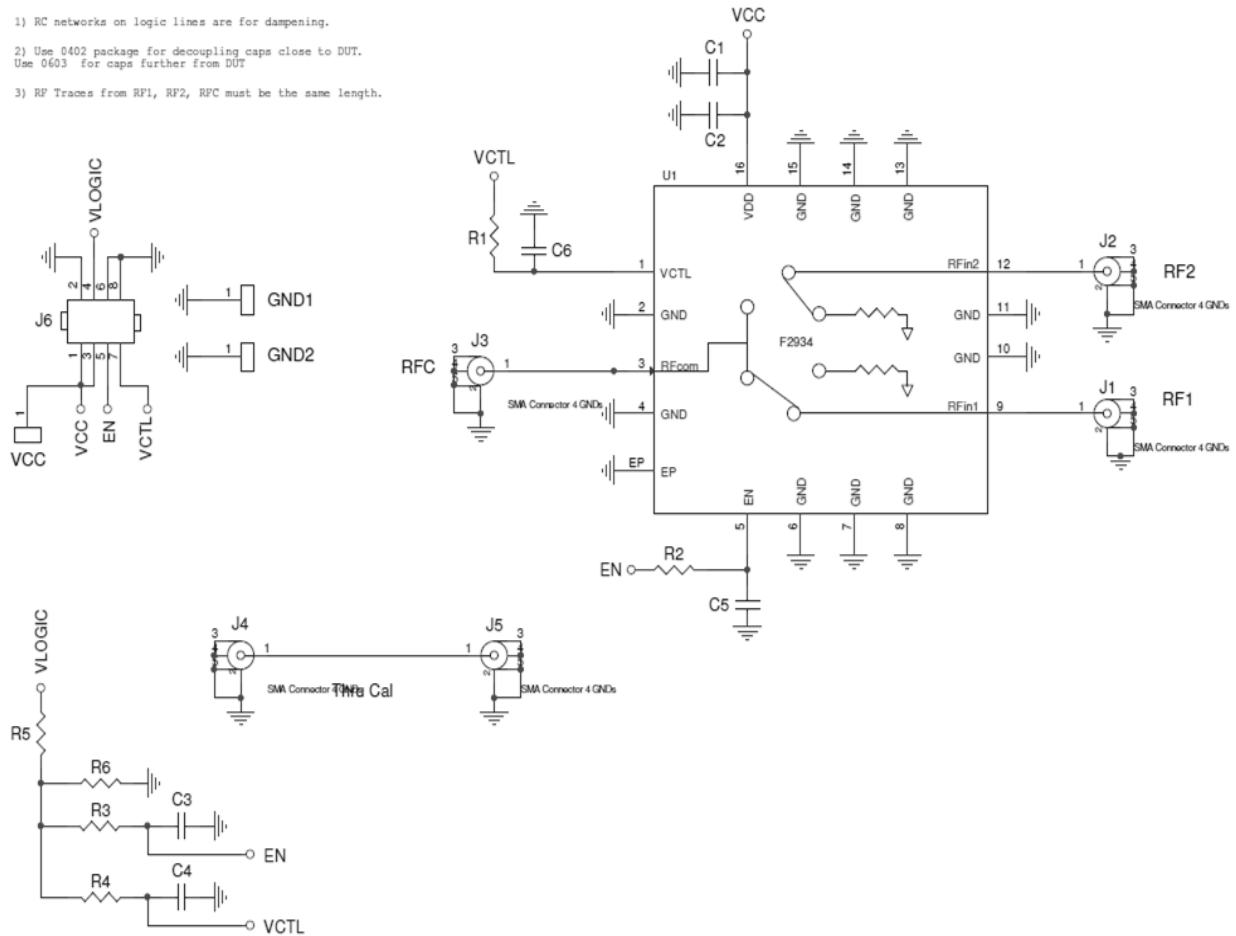 1) RC networks on logic lines are for dampening.
2) Use 0402 package for decoupling caps close to DUT.
Use 0603 for caps further from DUT
3) RF Traces from RF1, RF2, RFC must be the same length.
VCC
C1
C2
16
15
14
13
U1
VDD
GND
GND
GND
VCTL
R1
C6
1
VCTL
2
GND
3
RFcom
4
GND
EP
EP
RFin2
12
GND
11
GND
10
RFin1
9
F2934
EN
GND
GND
GND
5
6
7
8
EN
R2
C5
J2
3
1
2
RF2
SMA Connector 4 GNDs
J1
3
1
2
RF1
SMA Connector 4 GNDs
RFC
J3
3
1
2
SMA Connector 4 GNDs
VLOGIC
2
4
6
8
J6
1
3
5
7
1
VCC
VCC
EN
VCTL
1
GND1
1
GND2
J4
3
1
2
SMA Connector 4 GNDs
Thru Cal
J5
3
1
2
SMA Connector 4 GNDs
VLOGIC
R5
R6
R3
C3
EN
R4
C4
VCTL